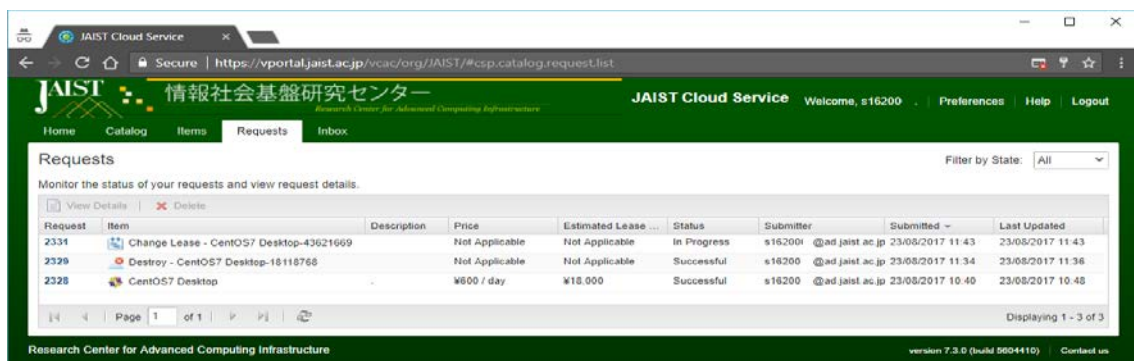 JAIST Cloud Service
Secure | https://vportal.jaist.ac.jp/vcac/org/JAIST/#csp.catalog.request.list
JAIST 情報社会基盤研究センター
Research Center for Advanced Computing Infrastructure
JAIST Cloud Service Welcome, s16200 . Preferences Help Logout
Home Catalog Items Requests Inbox
Requests Filter by State: All
Monitor the status of your requests and view request details.
View Details Delete
Request Item Description Price Estimated Lease ... Status Submitter Submitted Last Updated
2331 Change Lease - CentOS7 Desktop-43621669 Not Applicable Not Applicable In Progress s16200 @ad.jaist.ac.jp 23/08/2017 11:43 23/08/2017 11:43
2329 Destroy - CentOS7 Desktop-18118768 Not Applicable Not Applicable Successful s16200 @ad.jaist.ac.jp 23/08/2017 11:34 23/08/2017 11:36
2328 CentOS7 Desktop . ¥600 / day ¥18,000 Successful s16200 @ad.jaist.ac.jp 23/08/2017 10:40 23/08/2017 10:48
Page 1 of 1 Displaying 1 - 3 of 3
Research Center for Advanced Computing Infrastructure version 7.3.0 (build 5604410) Contact us